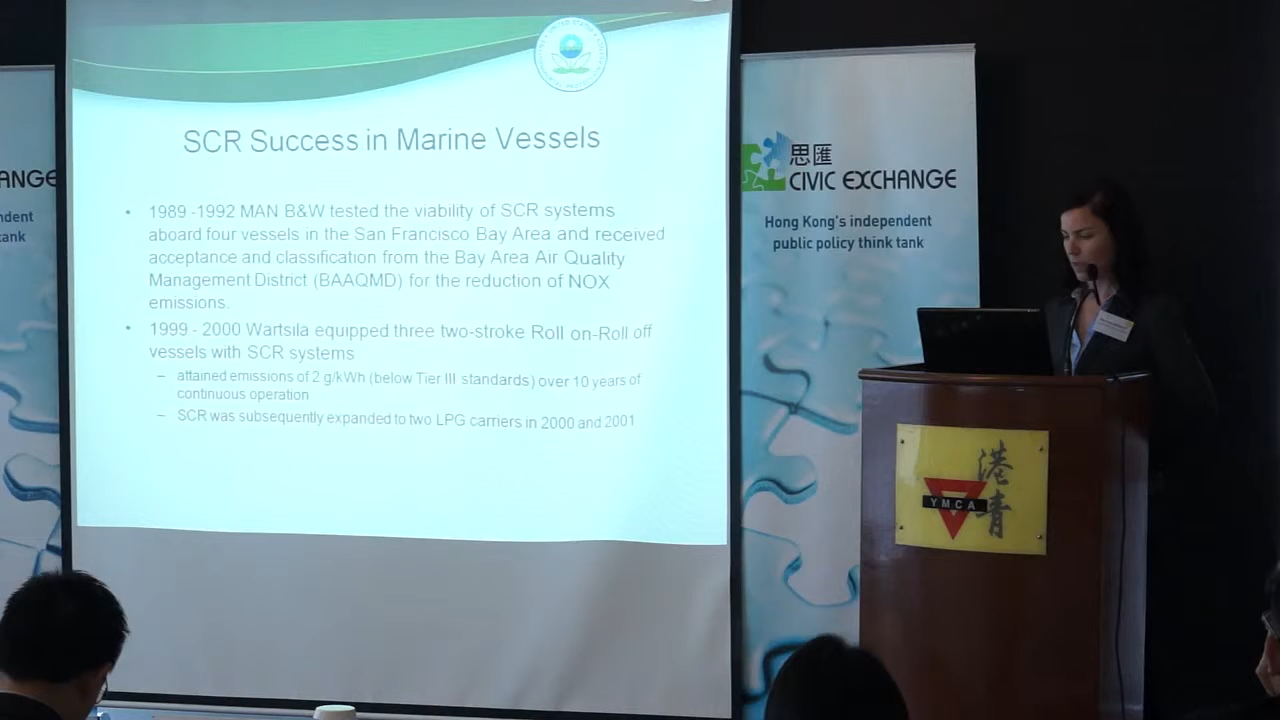 SCR Success in Marine Vessels
• 1989 -1992 MAN B&W tested the viability of SCR systems
aboard four vessels in the San Francisco Bay Area and received
acceptance and classification from the Bay Area Air Quality
Management District (BAAQMD) for the reduction of NOX
emissions.
• 1999 - 2000 Wartsila equipped three two-stroke Roll on-Roll off
vessels with SCR systems
– attained emissions of 2 g/kWh (below Tier III standards) over 10 years of
continuous operation
– SCR was subsequently expanded to two LPG carriers in 2000 and 2001
ANGE
ndent
tank
思匯
CIVIC EXCHANGE
Hong Kong's independent
public policy think tank
港青
YMCA